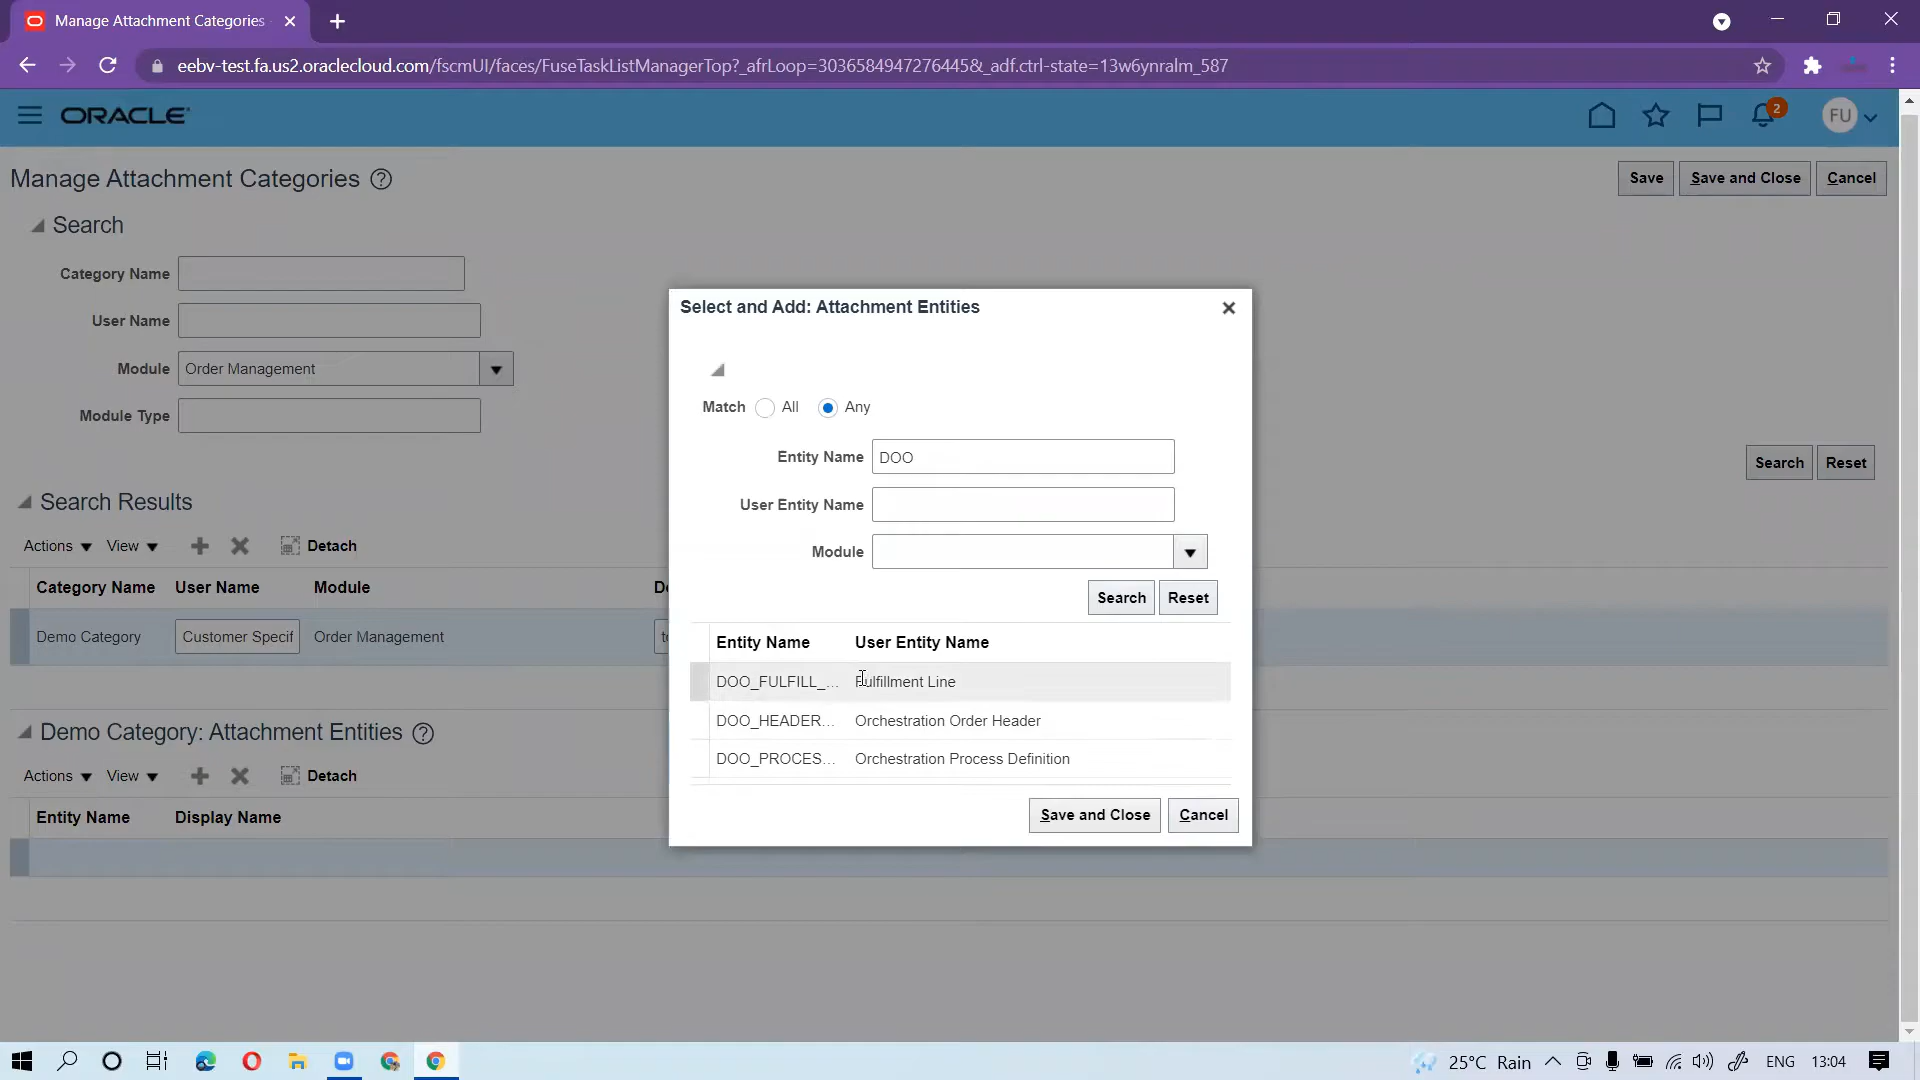 Manage Attachment Categories
eebv-test.fa.us2.oraclecloud.com/fscmUI/faces/FuseTaskListManagerTop?_afrLoop=3036584947276445&_adf.ctrl-state=13w6ynralm_587
ORACLE
2
FU
Manage Attachment Categories
Save
Save and Close
Cancel
Search
Category Name
User Name
Module Order Management
Module Type
Search
Reset
Search Results
Actions View Detach
Category Name User Name Module
Demo Category Customer Specif Order Management
Demo Category: Attachment Entities
Actions View Detach
Entity Name Display Name
Select and Add: Attachment Entities
Match All Any
Entity Name DOO
User Entity Name
Module
Search Reset
Entity Name User Entity Name
DOO_FULFILL_... Fulfillment Line
DOO_HEADER... Orchestration Order Header
DOO_PROCES... Orchestration Process Definition
Save and Close Cancel
25°C Rain ENG 13:04